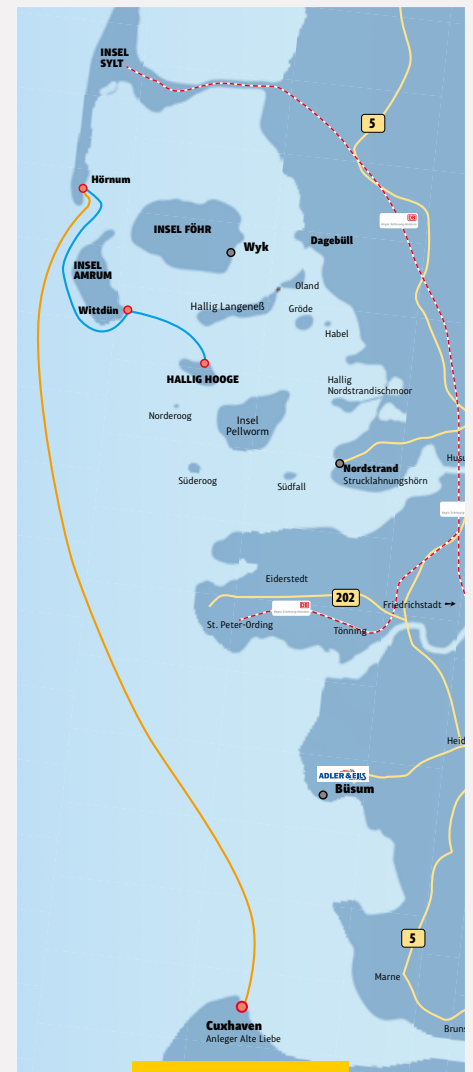 INSEL
SYLT
5
Hörnum
INSEL FÖHR
Wyk
Dagebüll
INSEL
AMRUM
Oland
Wittdün
Hallig Langeneß
Gröde
Habel
HALLIG HOOGE
Hallig
Nordstrandischmoor
Norderoog
Insel
Pellworm
Husu
Nordstrand
Strucklahnungshörn
Süderoog
Südfall
Eiderstedt
202
Friedrichstadt
St. Peter-Ording
Tönning
Heid
ADLER & EILS
Büsum
5
Marne
Bruns
Cuxhaven
Anleger Alte Liebe